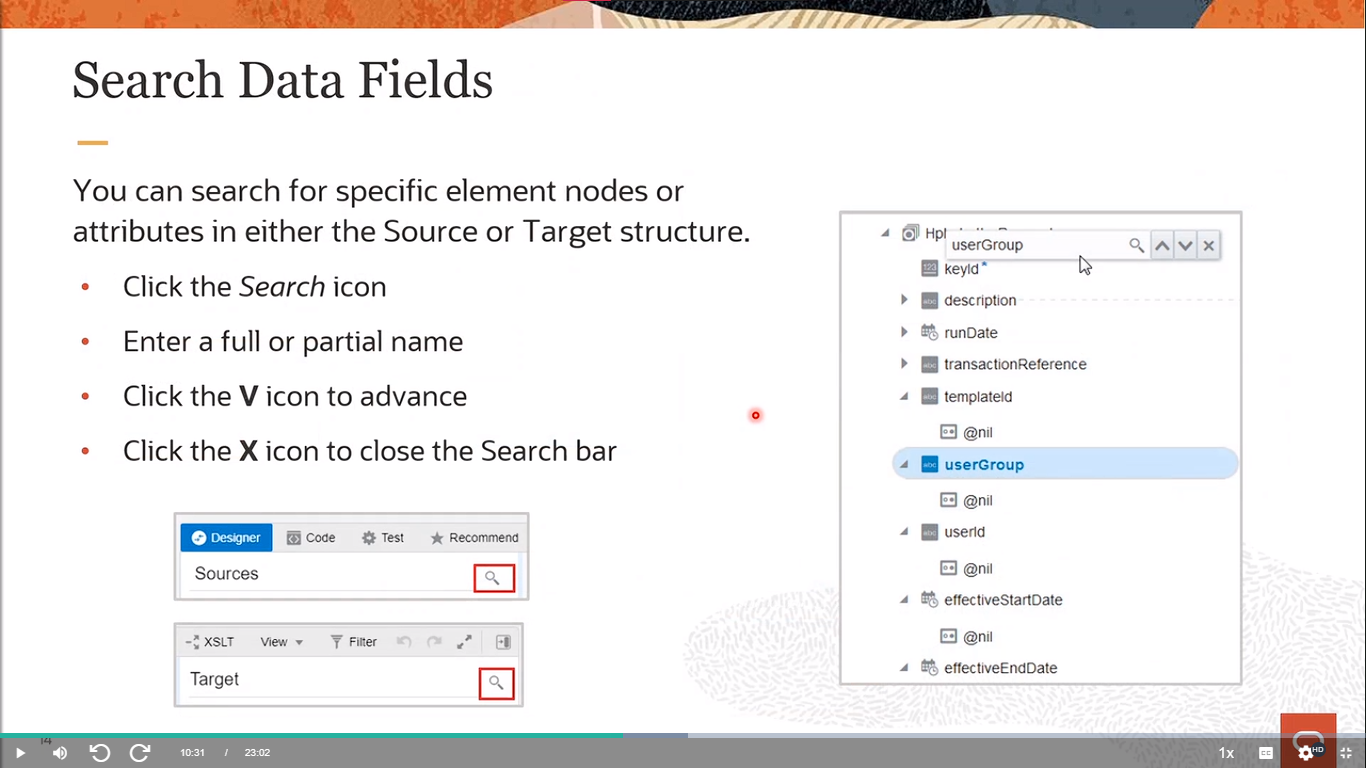 Search Data Fields
You can search for specific element nodes or
attributes in either the Source or Target structure.
• Click the Search icon
• Enter a full or partial name
• Click the V icon to advance
• Click the X icon to close the Search bar
Designer Code Test Recommend
Sources
XSLT View Filter
Target
userGroup
123 keyId*
abc description
runDate
abc transactionReference
abc templateId
@nil
abc userGroup
@nil
userId
@nil
effectiveStartDate
@nil
effectiveEndDate
14
10:31 / 23:02 1x CC HD